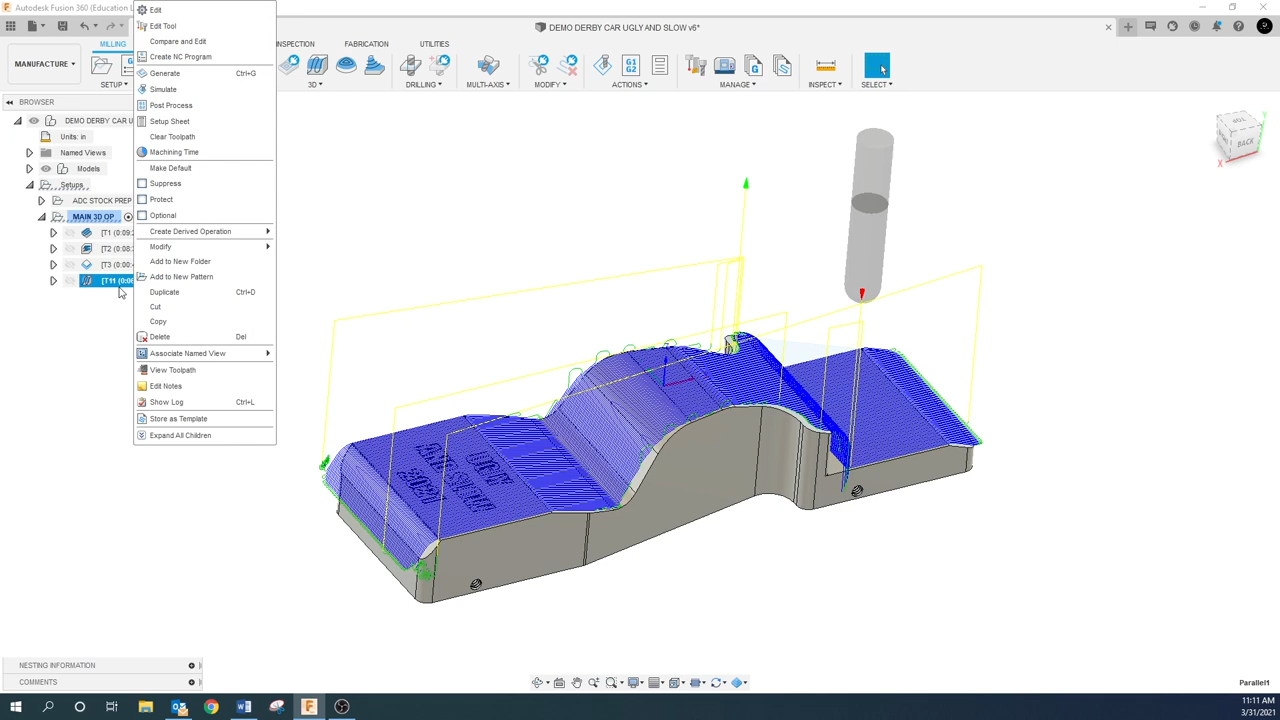 Autodesk Fusion 360 (Education L
DEMO DERBY CAR UGLY AND SLOW v6*
MANUFACTURE
MILLING
INSPECTION
FABRICATION
UTILITIES
SETUP
3D
DRILLING
MULTI-AXIS
MODIFY
ACTIONS
MANAGE
INSPECT
SELECT
G1
G2
BROWSER
DEMO DERBY CAR U
Units: in
Named Views
Models
Setups
ADC STOCK PREP
MAIN 3D OP
[T1 (0:09:
[T2 (0:08:
[T3 (0:00:
[T11 (0:0
Edit
Edit Tool
Compare and Edit
Create NC Program
Generate Ctrl+G
Simulate
Post Process
Setup Sheet
Clear Toolpath
Machining Time
Make Default
Suppress
Protect
Optional
Create Derived Operation
Modify
Add to New Folder
Add to New Pattern
Duplicate Ctrl+D
Cut
Copy
Delete Del
Associate Named View
View Toolpath
Edit Notes
Show Log Ctrl+L
Store as Template
Expand All Children
TOP
BACK
X
Y
NESTING INFORMATION
COMMENTS
Parallel1
11:11 AM
3/31/2021